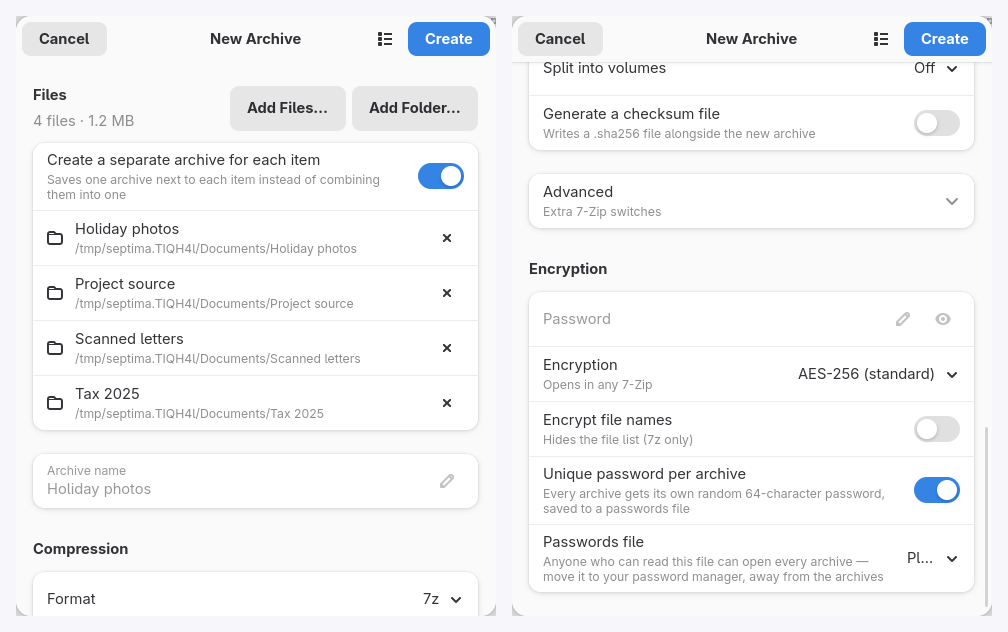 Cancel
New Archive
Create
Files
4 files · 1.2 MB
Add Files...
Add Folder...
Create a separate archive for each item
Saves one archive next to each item instead of combining
them into one
Holiday photos
/tmp/septima.TIQH4I/Documents/Holiday photos
Project source
/tmp/septima.TIQH4I/Documents/Project source
Scanned letters
/tmp/septima.TIQH4I/Documents/Scanned letters
Tax 2025
/tmp/septima.TIQH4I/Documents/Tax 2025
Archive name
Holiday photos
Compression
Format
7z
Cancel
New Archive
Create
Split into volumes
Off
Generate a checksum file
Writes a .sha256 file alongside the new archive
Advanced
Extra 7-Zip switches
Encryption
Password
Encryption
Opens in any 7-Zip
AES-256 (standard)
Encrypt file names
Hides the file list (7z only)
Unique password per archive
Every archive gets its own random 64-character password,
saved to a passwords file
Passwords file
Anyone who can read this file can open every archive —
move it to your password manager, away from the archives
Pl...